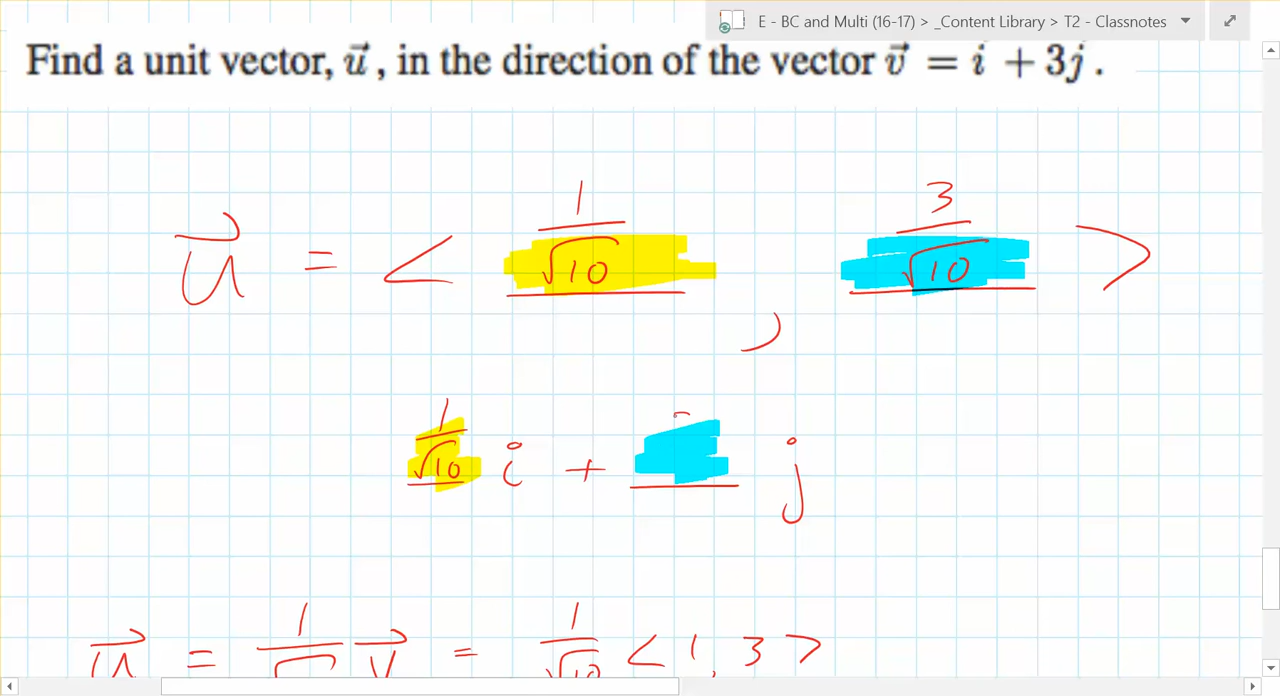 E - BC and Multi (16-17) > _Content Library > T2 - Classnotes
Find a unit vector, u⃗, in the direction of the vector v⃗ = i + 3j.
u⃗ = < 1/√10 , 3/√10 >
1/√10 i + j
u⃗ = 1/√ v⃗ = 1/√10 < 1, 3 >